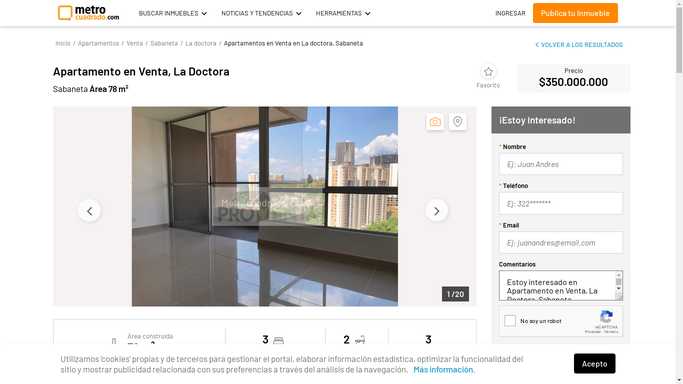 metro
cuadrado.com
BUSCAR INMUEBLES
NOTICIAS Y TENDENCIAS
HERRAMIENTAS
INGRESAR
Publica tu Inmueble
Inicio / Apartamentos / Venta / Sabaneta / La doctora / Apartamentos en Venta en La doctora, Sabaneta
VOLVER A LOS RESULTADOS
Apartamento en Venta, La Doctora
Sabaneta Área 78 m²
Favorito
Precio
$350.000.000
1 / 20
¡Estoy Interesado!
* Nombre
Ej: Juan Andres
* Teléfono
Ej: 322*******
* Email
Ej: juanandres@email.com
Comentarios
Estoy interesado en
Apartamento en Venta, La
Doctora, Sabaneta
No soy un robot
reCAPTCHA
Privacidad - Términos
Área construida
3
2
3
Utilizamos 'cookies' propias y de terceros para gestionar el portal, elaborar información estadística, optimizar la funcionalidad del
sitio y mostrar publicidad relacionada con sus preferencias a través del análisis de la navegación. Más información.
Acepto